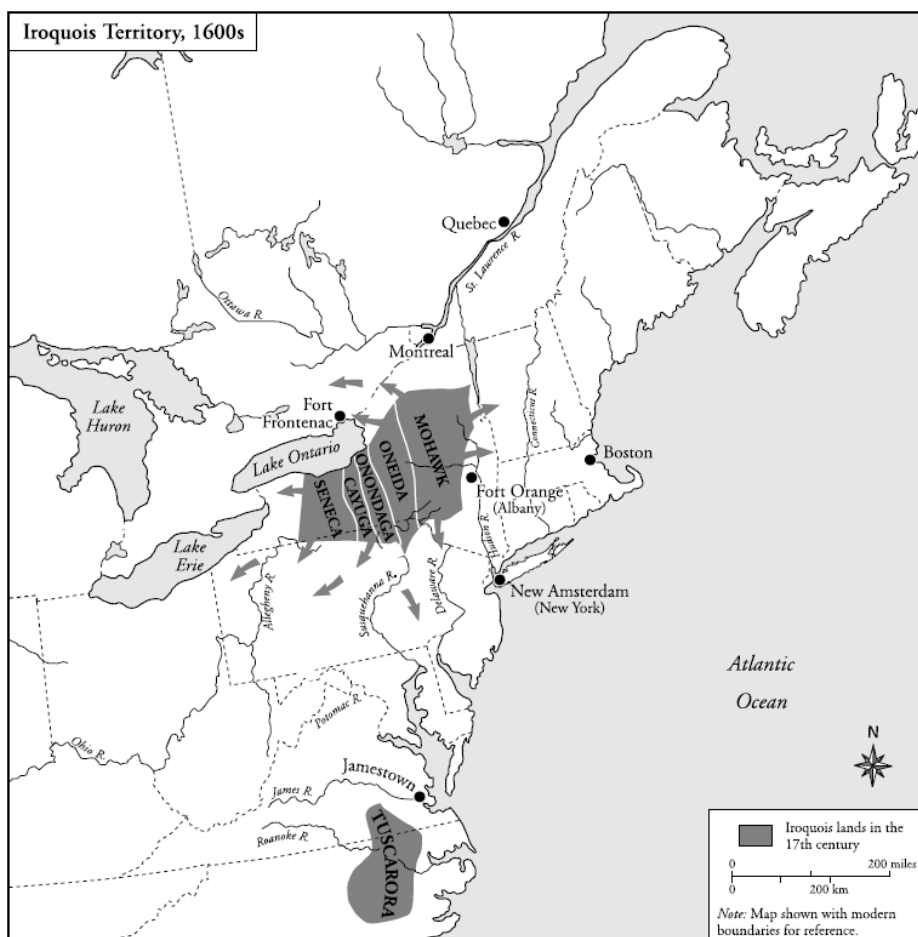 Iroquois Territory, 1600s
Quebec
St. Lawrence R.
Ottawa R.
Montreal
Lake
Huron
Fort
Frontenac
Lake Ontario
MOHAWK
ONEIDA
ONONDAGA
CAYUGA
SENECA
Connecticut R.
Boston
Fort Orange
(Albany)
Hudson R.
Lake
Erie
Allegheny R.
Susquehanna R.
Delaware R.
New Amsterdam
(New York)
Atlantic
Ocean
Potomac R.
Ohio R.
Jamestown
James R.
Roanoke R.
TUSCARORA
N
Iroquois lands in the
17th century
0 200 miles
0 200 km
Note: Map shown with modern
boundaries for reference.